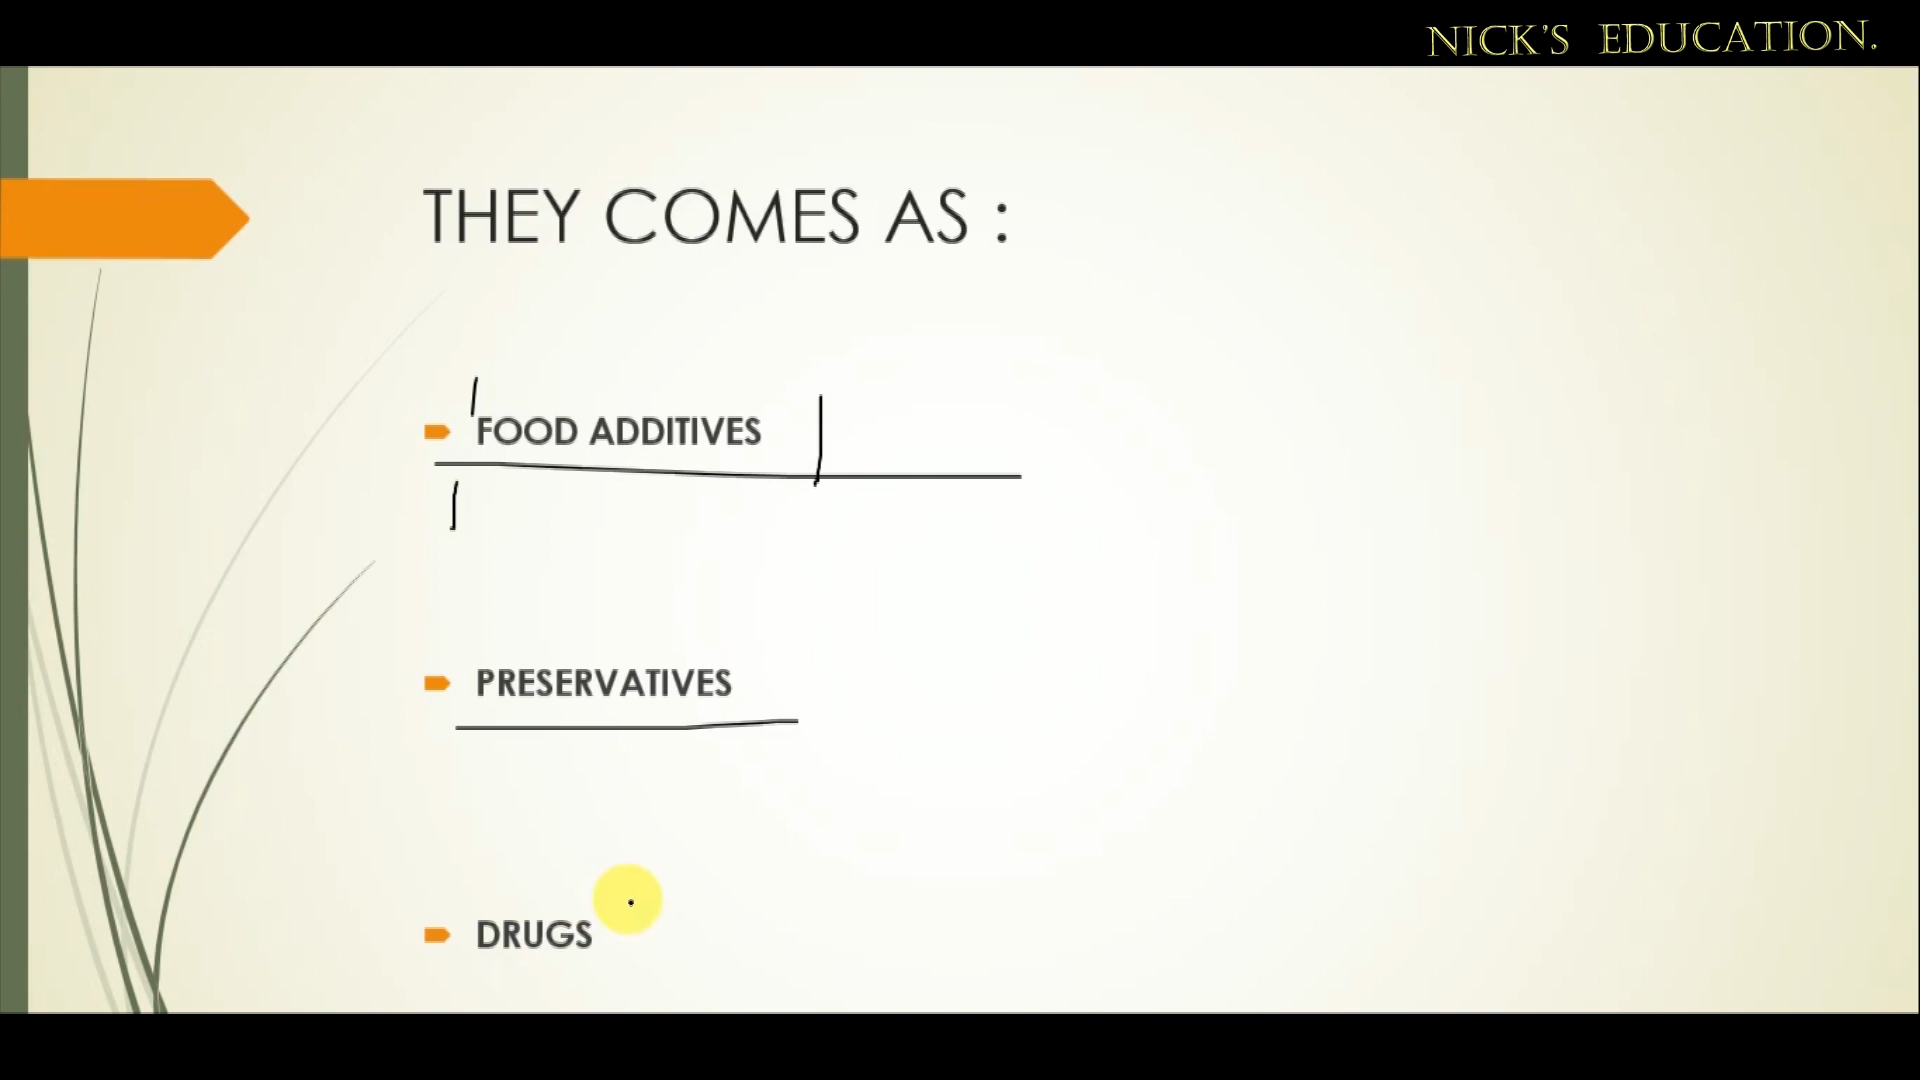 NICK'S EDUCATION.
THEY COMES AS :
FOOD ADDITIVES
PRESERVATIVES
DRUGS